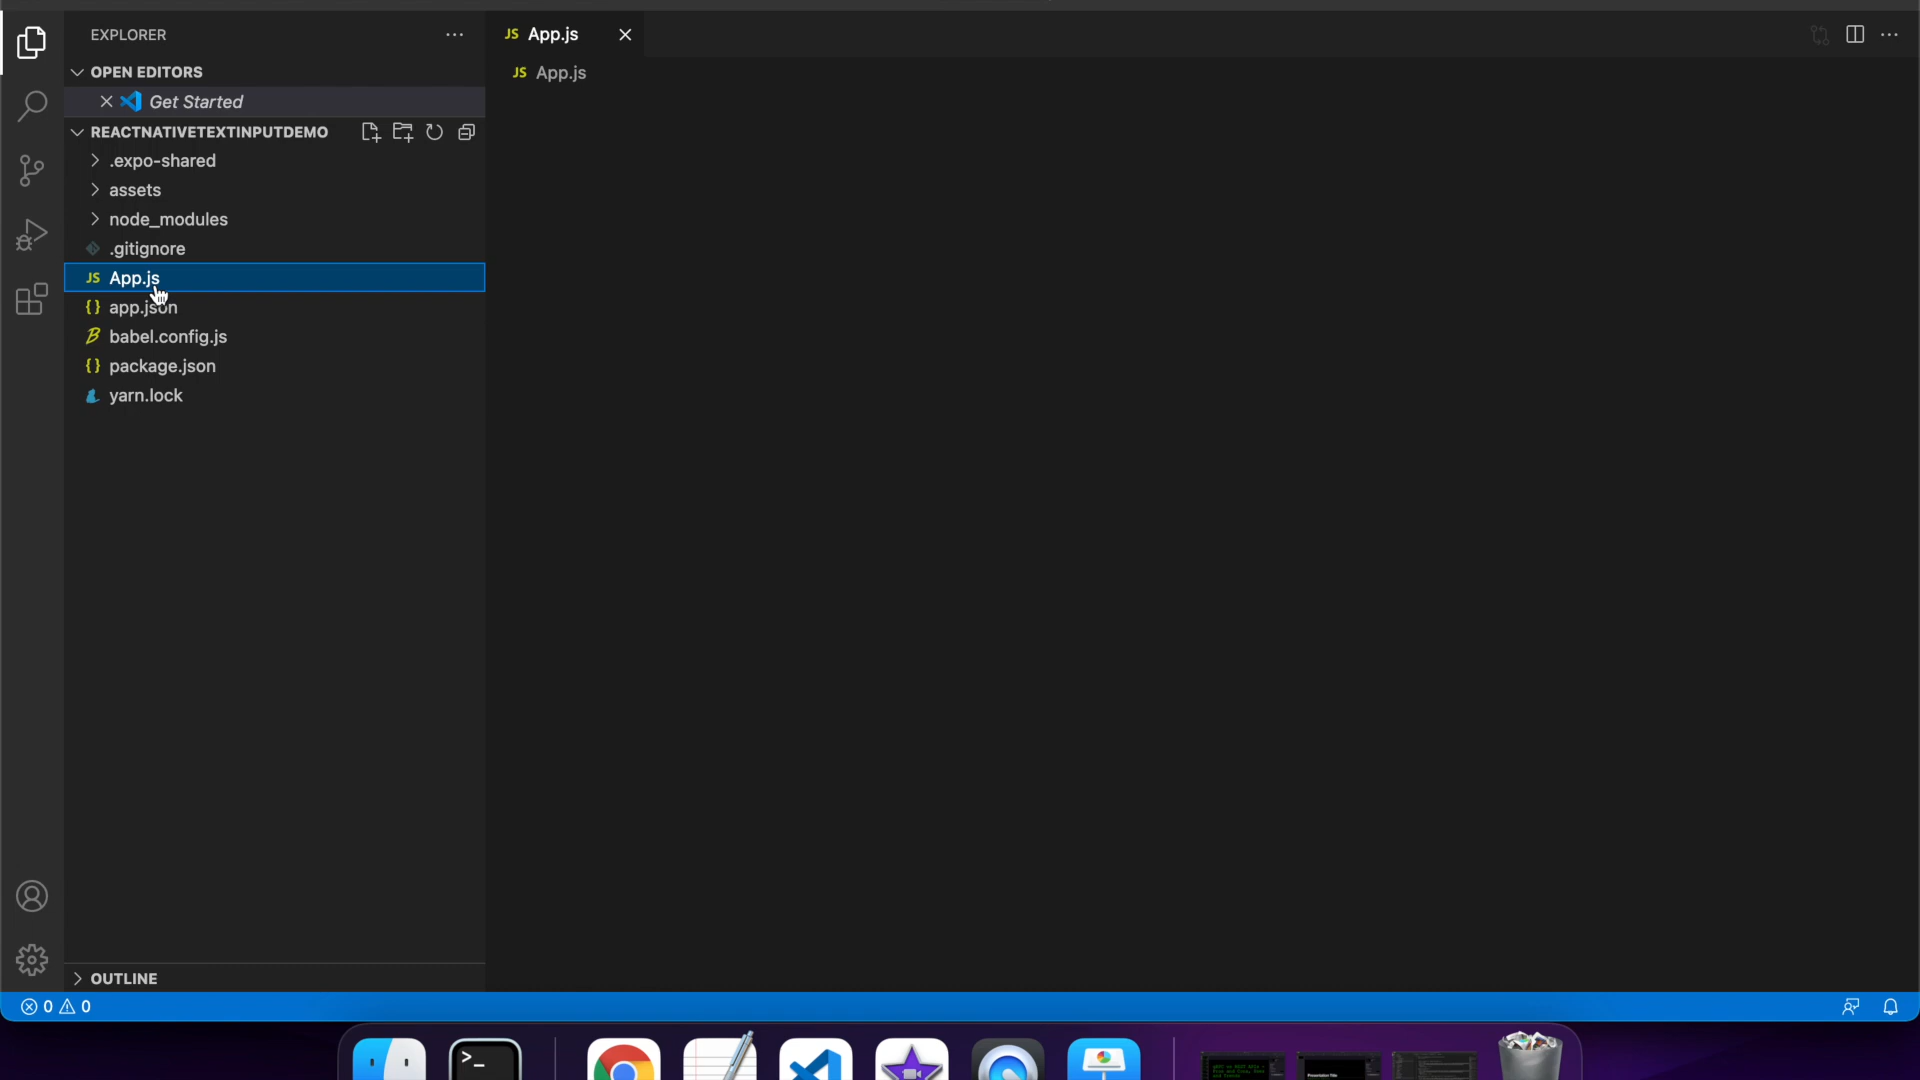 EXPLORER
OPEN EDITORS
Get Started
REACTNATIVETEXTINPUTDEMO
.expo-shared
assets
node_modules
.gitignore
JS App.js
{} app.json
babel.config.js
{} package.json
yarn.lock
OUTLINE
JS App.js
JS App.js
0 0
>_